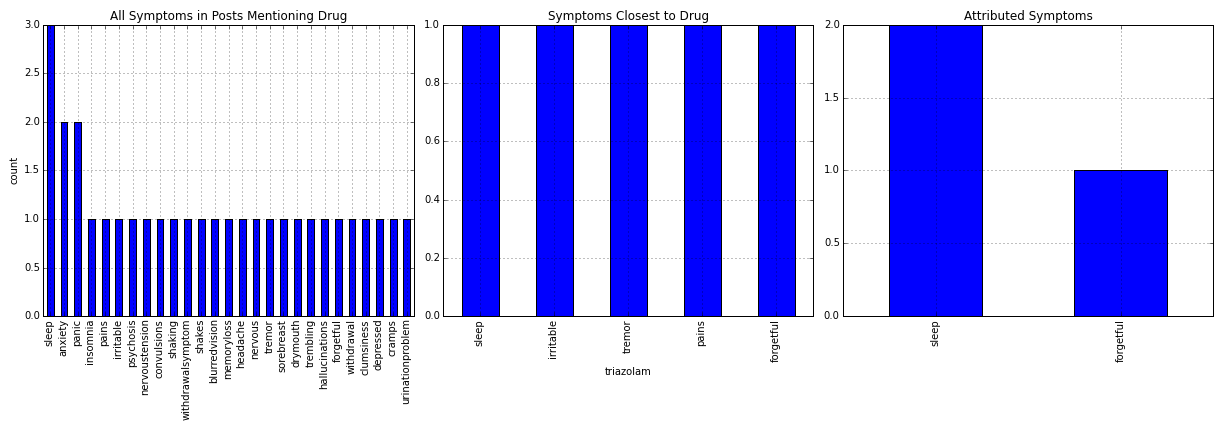 All Symptoms in Posts Mentioning Drug
3.0
2.5
2.0
1.5
1.0
0.5
0.0
count
sleep
anxiety
panic
insomnia
pains
irritable
psychosis
nervoustension
convulsions
shaking
withdrawalsymptom
shakes
blurredvision
memoryloss
headache
nervous
tremor
sorebreast
drymouth
trembling
hallucinations
forgetful
withdrawal
clumsiness
depressed
cramps
urinationproblem
Symptoms Closest to Drug
1.0
0.8
0.6
0.4
0.2
0.0
sleep
irritable
tremor
pains
forgetful
triazolam
Attributed Symptoms
2.0
1.5
1.0
0.5
0.0
sleep
forgetful